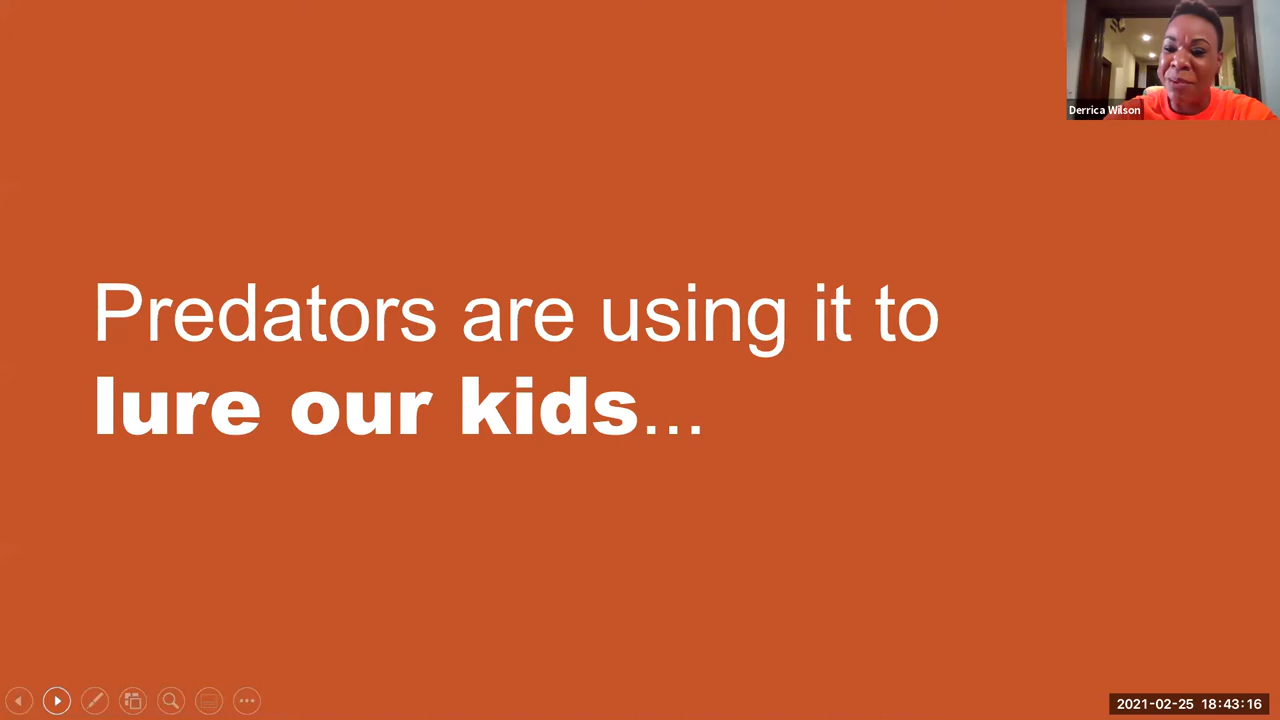 Derrica Wilson
Predators are using it to
lure our kids...
2021-02-25 18:43:16